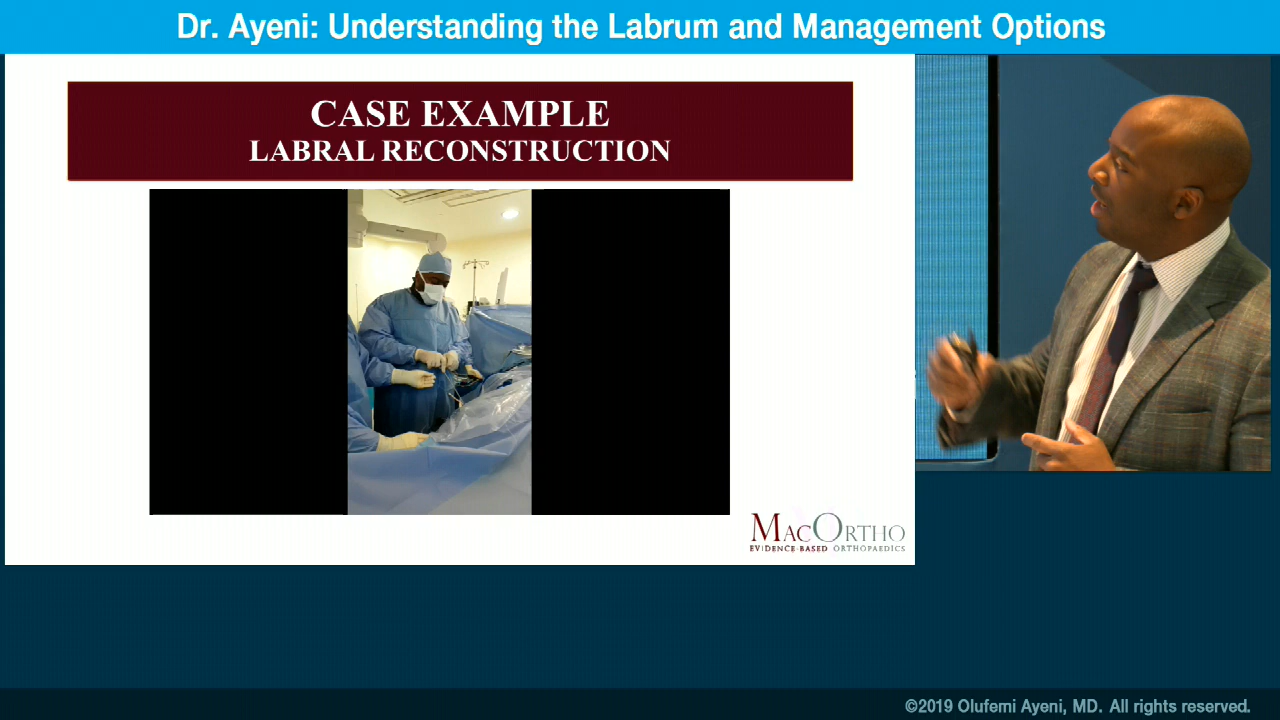 Dr. Ayeni: Understanding the Labrum and Management Options
CASE EXAMPLE
LABRAL RECONSTRUCTION
MACORTHO
EVIDENCE-BASED ORTHOPAEDICS
©2019 Olufemi Ayeni, MD. All rights reserved.